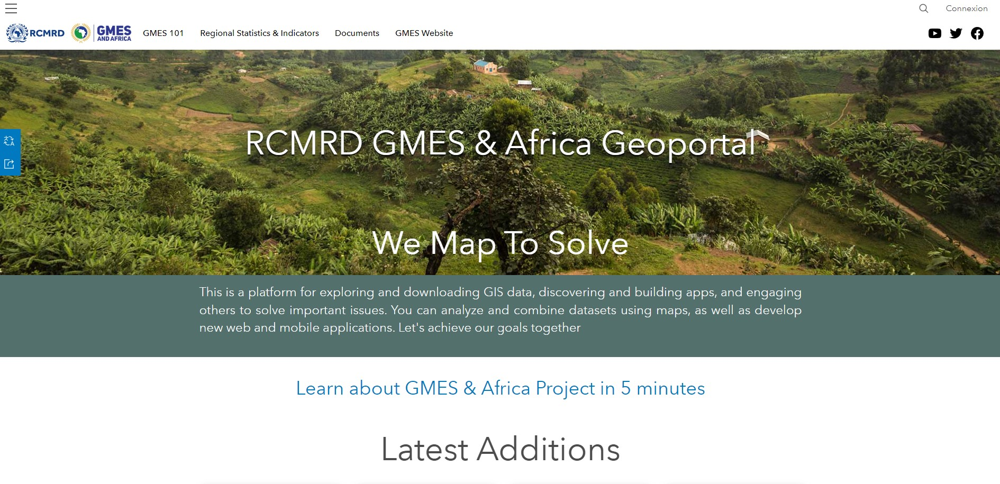 Connexion
RCMRD
GMES
AND AFRICA
GMES 101
Regional Statistics & Indicators
Documents
GMES Website
RCMRD GMES & Africa Geoportal
We Map To Solve
This is a platform for exploring and downloading GIS data, discovering and building apps, and engaging
others to solve important issues. You can analyze and combine datasets using maps, as well as develop
new web and mobile applications. Let's achieve our goals together
Learn about GMES & Africa Project in 5 minutes
Latest Additions